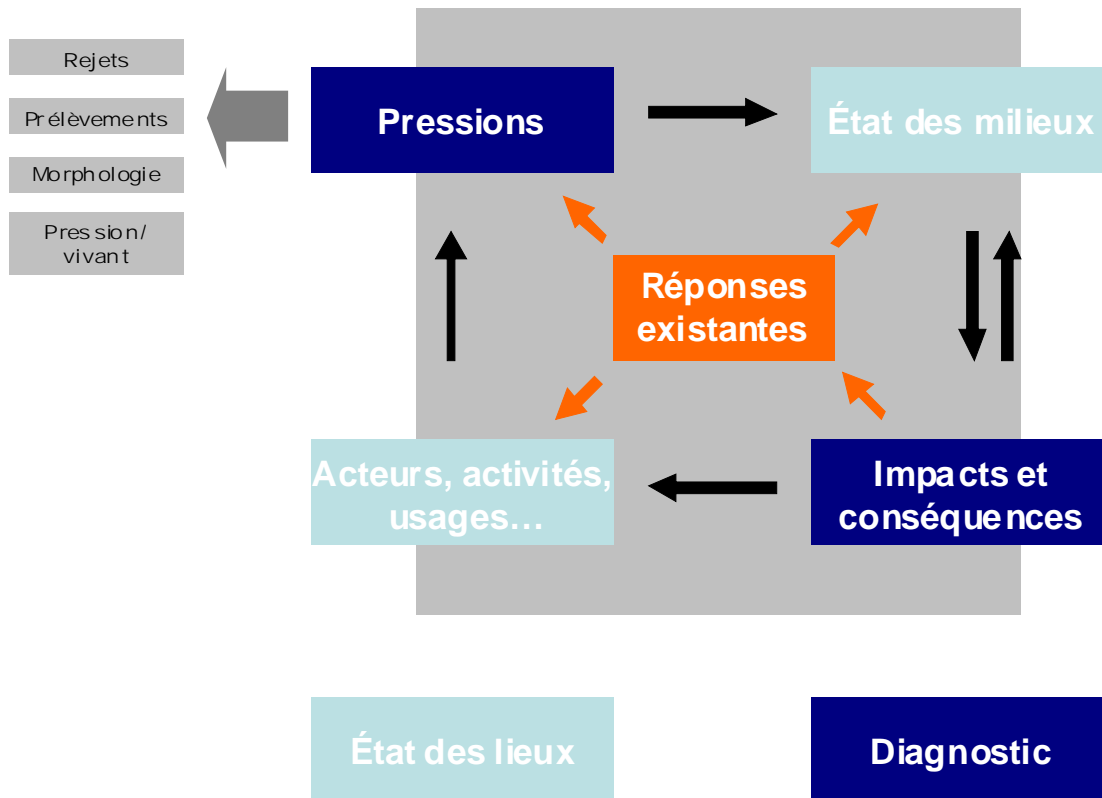 Rejets
Prélèvements
Morphologie
Pression/
vivant
Pressions
État des milieux
Réponses
existantes
Acteurs, activités,
usages…
Impacts et
conséquences
État des lieux
Diagnostic